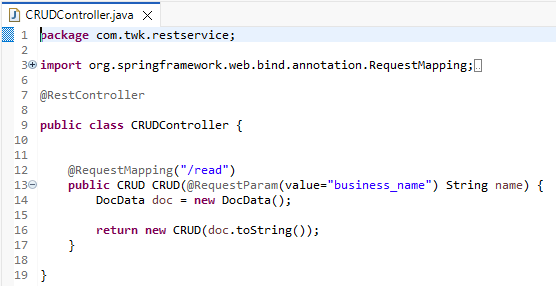 CRUDController.java
1 package com.twk.restservice;
2
3 import org.springframework.web.bind.annotation.RequestMapping;
6
7 @RestController
8
9 public class CRUDController {
10
11
12 @RequestMapping("/read")
13 public CRUD CRUD(@RequestParam(value="business_name") String name) {
14 DocData doc = new DocData();
15
16 return new CRUD(doc.toString());
17 }
18
19 }